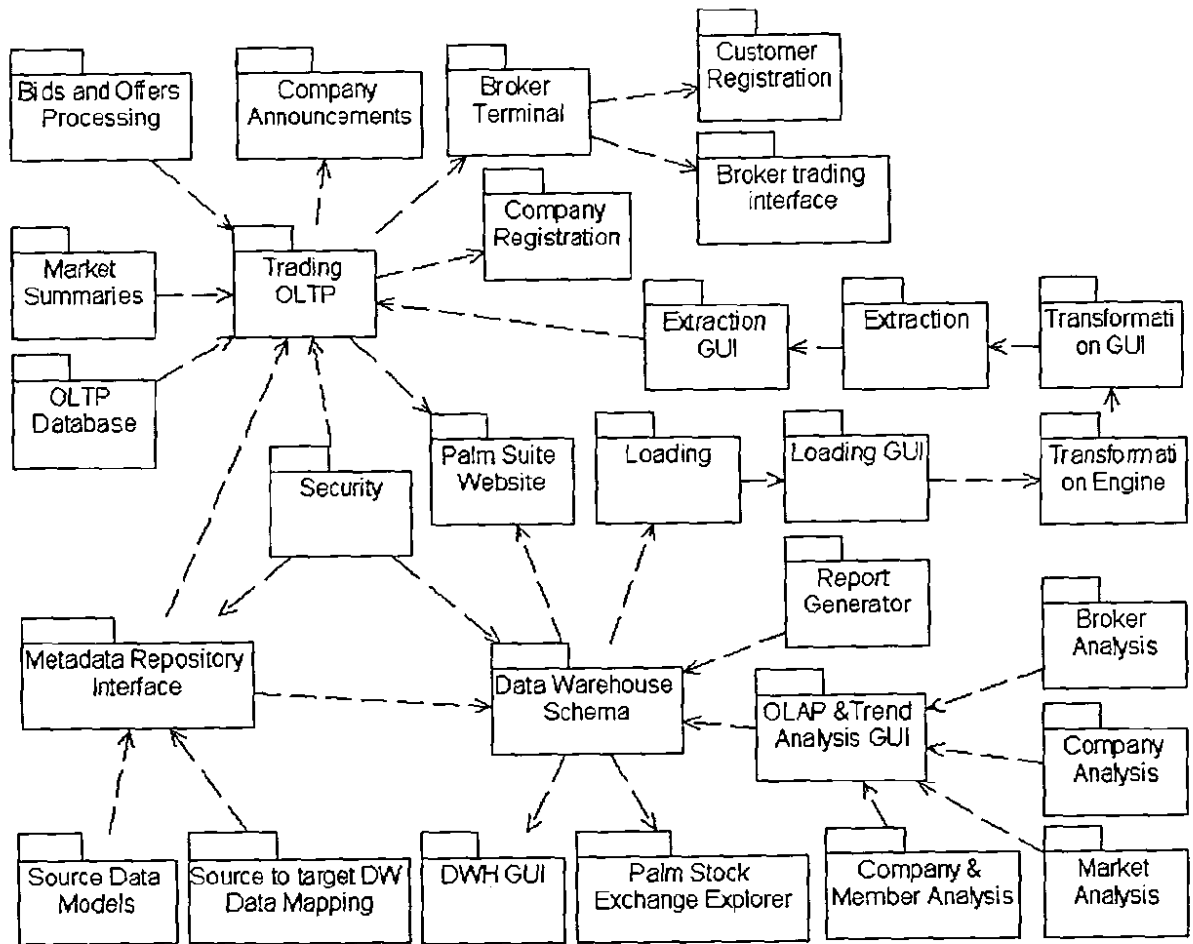 Bids and Offers
Processing
Company
Announcements
Broker
Terminal
Customer
Registration
Broker trading
interface
Company
Registration
Market
Summaries
Trading
OLTP
Extraction
GUI
Extraction
Transformati
on GUI
OLTP
Database
Security
Palm Suite
Website
Loading
Loading GUI
Transformati
on Engine
Report
Generator
Broker
Analysis
Metadata Repository
Interface
Data Warehouse
Schema
OLAP & Trend
Analysis GUI
Company
Analysis
Source Data
Models
Source to target DW
Data Mapping
DWH GUI
Palm Stock
Exchange Explorer
Company &
Member Analysis
Market
Analysis